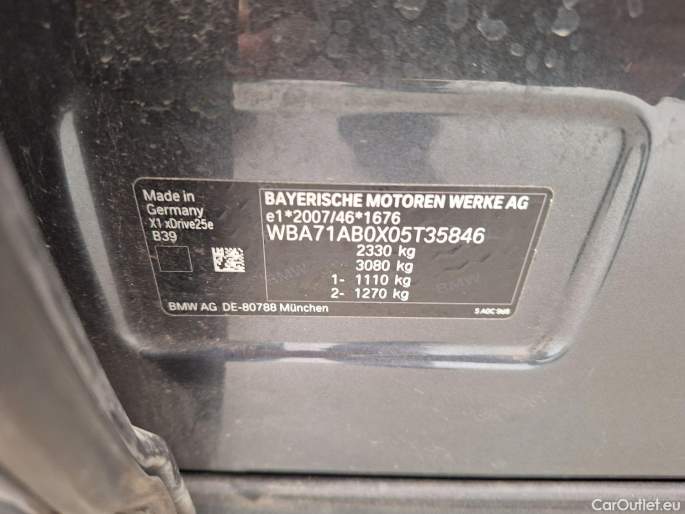 Made in
Germany
X1 xDrive25e
B39
BAYERISCHE MOTOREN WERKE AG
e1*2007/46*1676
WBA71AB0X05T35846
2330 kg
3080 kg
1- 1110 kg
2- 1270 kg
BMW AG DE-80788 München
CarOutlet.eu